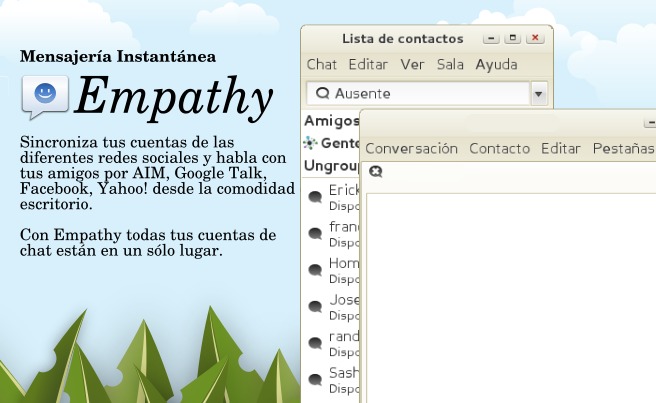 Mensajería Instantánea
Empathy
Sincroniza tus cuentas de las
diferentes redes sociales y habla con
tus amigos por AIM, Google Talk,
Facebook, Yahoo! desde la comodidad
escritorio.
Con Empathy todas tus cuentas de
chat están en un sólo lugar.
Lista de contactos
Chat Editar Ver Sala Ayuda
Ausente
Amigos
Gente
Ungroup
Erick
Dispo
fran
Dispo
Hom
Dispo
Jose
Dispo
rand
Dispo
Sash
Dispo
Conversación Contacto Editar Pestañas